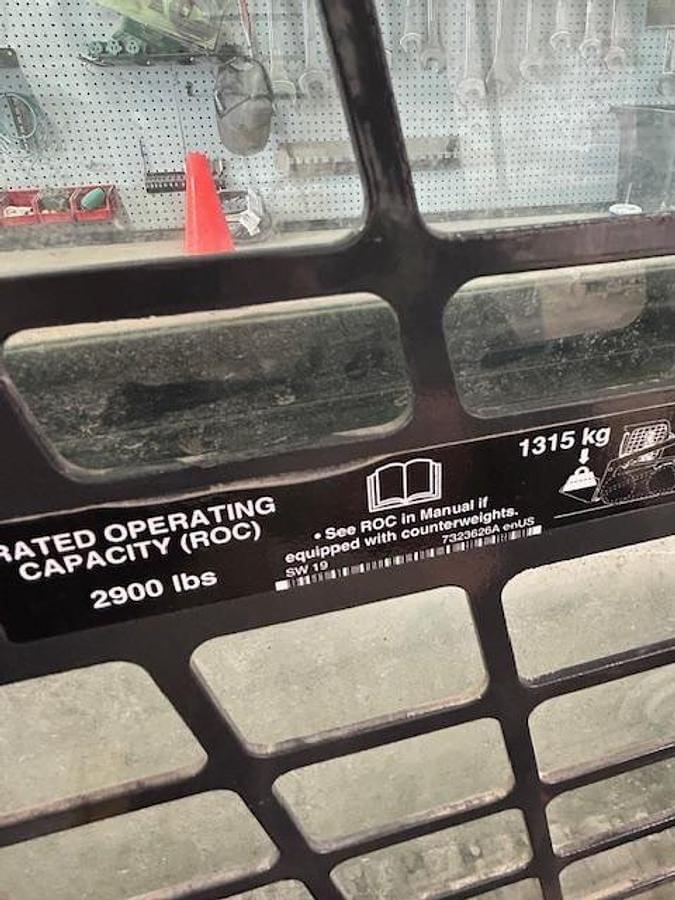 RATED OPERATING
CAPACITY (ROC)
2900 lbs
• See ROC in Manual if
equipped with counterweights.
7323626A enUS
SW 19
1315 kg